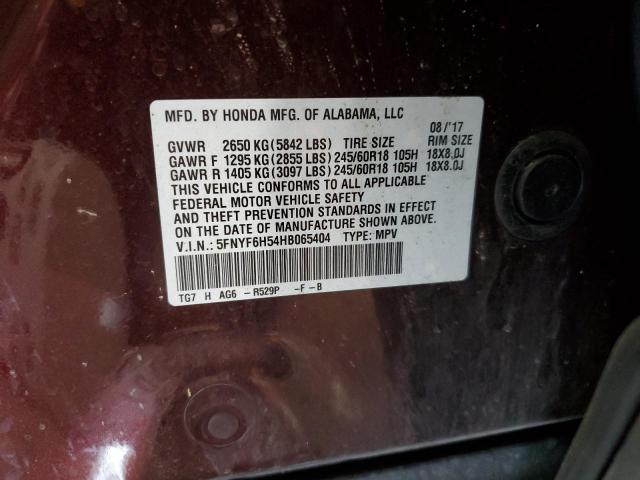 MFD. BY HONDA MFG. OF ALABAMA, LLC
08/'17
GVWR 2650 KG(5842 LBS) TIRE SIZE RIM SIZE
GAWR F 1295 KG(2855 LBS) 245/60R18 105H 18X8.0J
GAWR R 1405 KG(3097 LBS) 245/60R18 105H 18X8.0J
THIS VEHICLE CONFORMS TO ALL APPLICABLE
FEDERAL MOTOR VEHICLE SAFETY
AND THEFT PREVENTION STANDARDS IN EFFECT
ON THE DATE OF MANUFACTURE SHOWN ABOVE.
V.I.N.: 5FNYF6H54HB065404 TYPE: MPV
TG7 H AG6 -R529P -F-B